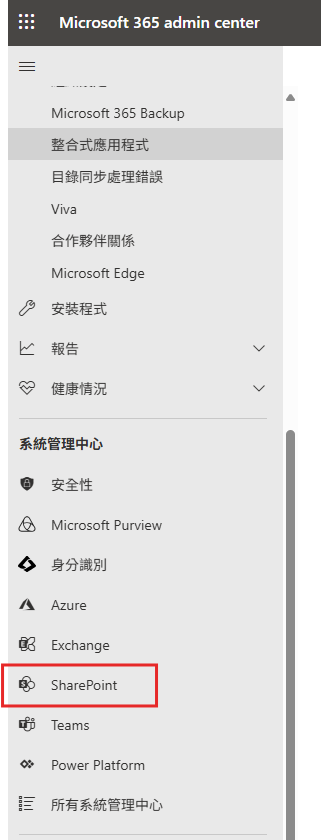 Microsoft 365 admin center
Microsoft 365 Backup
整合式應用程式
目錄同步處理錯誤
Viva
合作夥伴關係
Microsoft Edge
安裝程式
報告
健康情況
系統管理中心
安全性
Microsoft Purview
身分識別
Azure
Exchange
SharePoint
Teams
Power Platform
所有系統管理中心